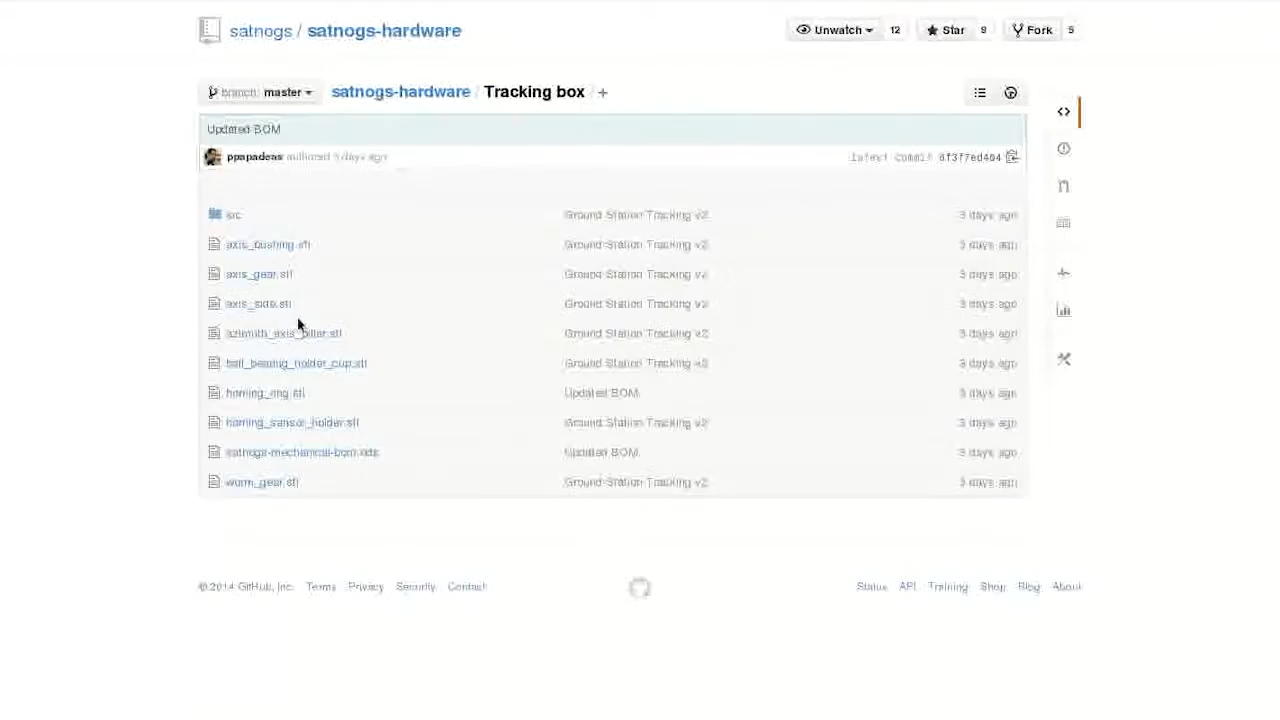 satnogs / satnogs-hardware Unwatch 12 Star 9 Fork 5
branch: master satnogs-hardware / Tracking box +
Updated BOM
ppapadeas authored 3 days ago latest commit
src Ground Station Tracking v2 3 days ago
axis_bushing.stl Ground Station Tracking v2 3 days ago
axis_gear.stl Ground Station Tracking v2 3 days ago
axis_side.stl Ground Station Tracking v2 3 days ago
azimuth_axis_pillar.stl Ground Station Tracking v2 3 days ago
ball_bearing_holder_cup.stl Ground Station Tracking v2 3 days ago
homing_ring.stl Updated BOM 3 days ago
homing_sensor_holder.stl Ground Station Tracking v2 3 days ago
satnogs-mechanical-bom.ods Updated BOM 3 days ago
worm_gear.stl Ground Station Tracking v2 3 days ago
© 2014 GitHub, Inc. Terms Privacy Security Contact Status API Training Shop Blog About